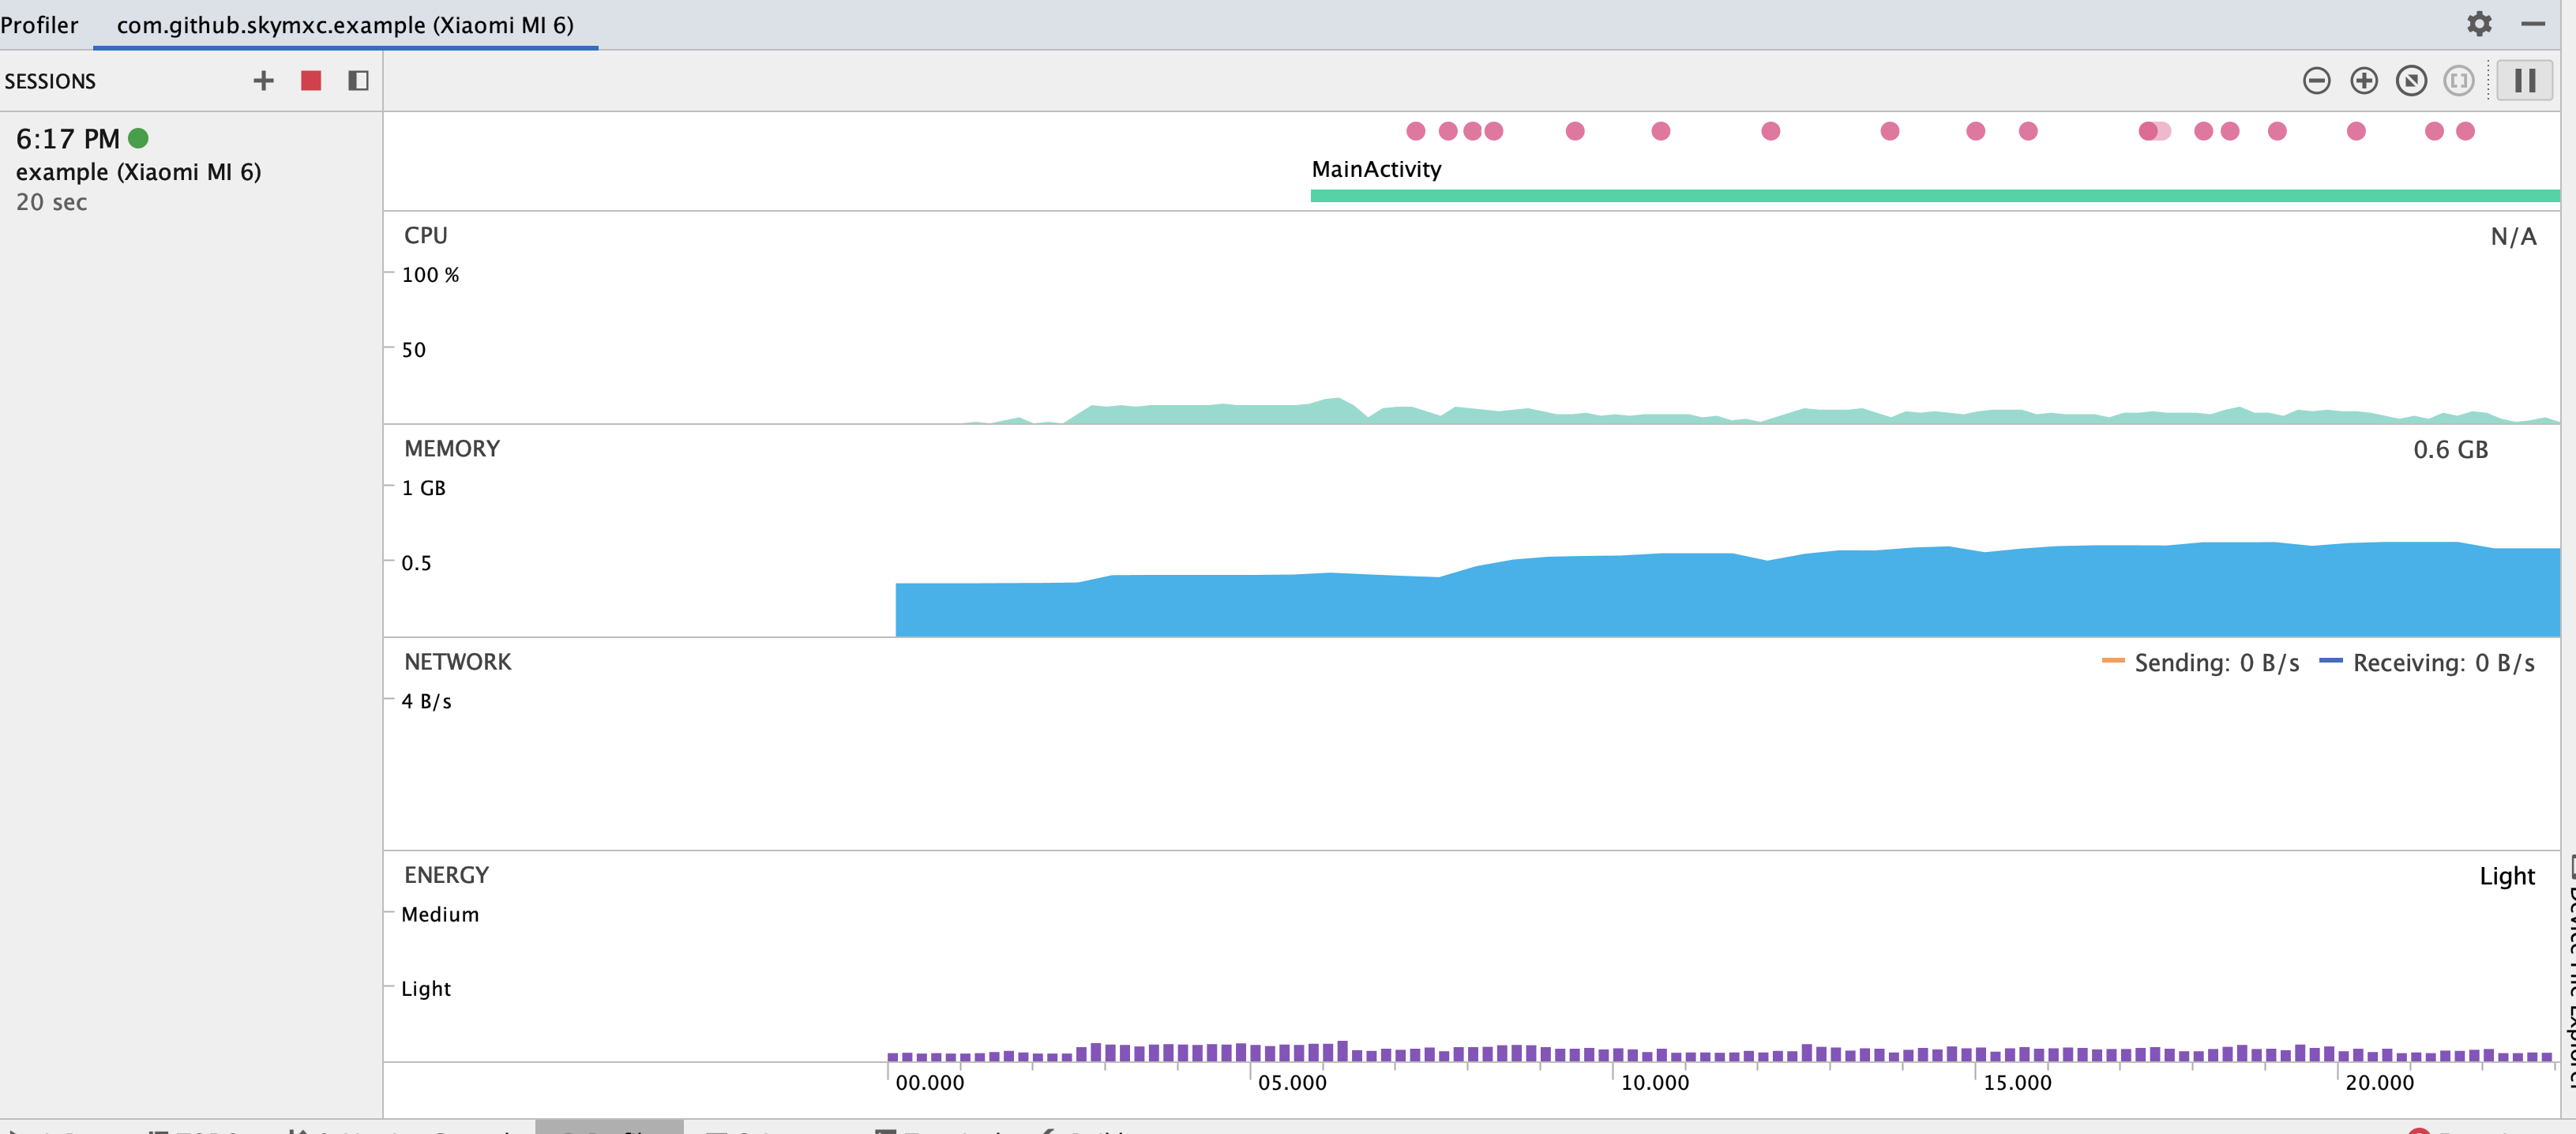 Profiler com.github.skymxc.example (Xiaomi MI 6)
SESSIONS
6:17 PM
example (Xiaomi MI 6)
20 sec
MainActivity
CPU N/A
100 %
50
MEMORY 0.6 GB
1 GB
0.5
NETWORK Sending: 0 B/s Receiving: 0 B/s
4 B/s
ENERGY Light
Medium
Light
00.000 05.000 10.000 15.000 20.000